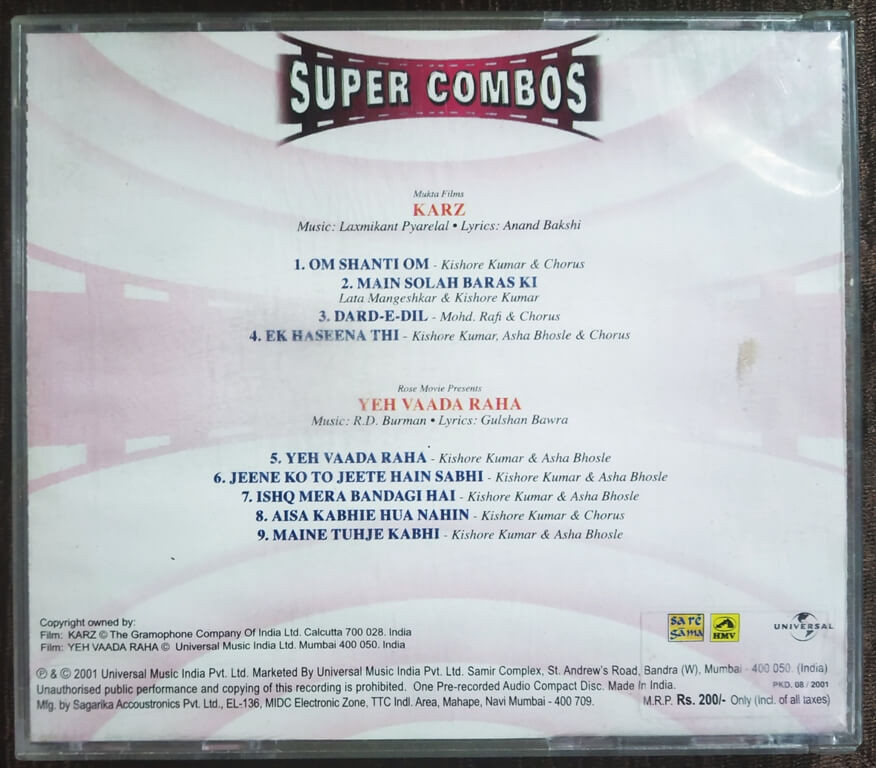 SUPER COMBOS
Mukta Films
KARZ
Music: Laxmikant Pyarelal • Lyrics: Anand Bakshi
1. OM SHANTI OM - Kishore Kumar & Chorus
2. MAIN SOLAH BARAS KI
Lata Mangeshkar & Kishore Kumar
3. DARD-E-DIL - Mohd. Rafi & Chorus
4. EK HASEENA THI - Kishore Kumar, Asha Bhosle & Chorus
Rose Movie Presents
YEH VAADA RAHA
Music: R.D. Burman • Lyrics: Gulshan Bawra
5. YEH VAADA RAHA - Kishore Kumar & Asha Bhosle
6. JEENE KO TO JEETE HAIN SABHI - Kishore Kumar & Asha Bhosle
7. ISHQ MERA BANDAGI HAI - Kishore Kumar & Asha Bhosle
8. AISA KABHIE HUA NAHIN - Kishore Kumar & Chorus
9. MAINE TUHJE KABHI - Kishore Kumar & Asha Bhosle
Copyright owned by:
Film: KARZ © The Gramophone Company Of India Ltd. Calcutta 700 028. India
Film: YEH VAADA RAHA © Universal Music India Ltd. Mumbai 400 050. India
sa rē gāma HMV UNIVERSAL
℗ & © 2001 Universal Music India Pvt. Ltd. Marketed By Universal Music India Pvt. Ltd. Samir Complex, St. Andrew's Road, Bandra (W), Mumbai - 400 050. (India)
Unauthorised public performance and copying of this recording is prohibited. One Pre-recorded Audio Compact Disc. Made In India. PKD. 08 / 2001
Mfg. by Sagarika Accoustronics Pvt. Ltd., EL-136, MIDC Electronic Zone, TTC Indl. Area, Mahape, Navi Mumbai - 400 709. M.R.P. Rs. 200/- Only (incl. of all taxes)